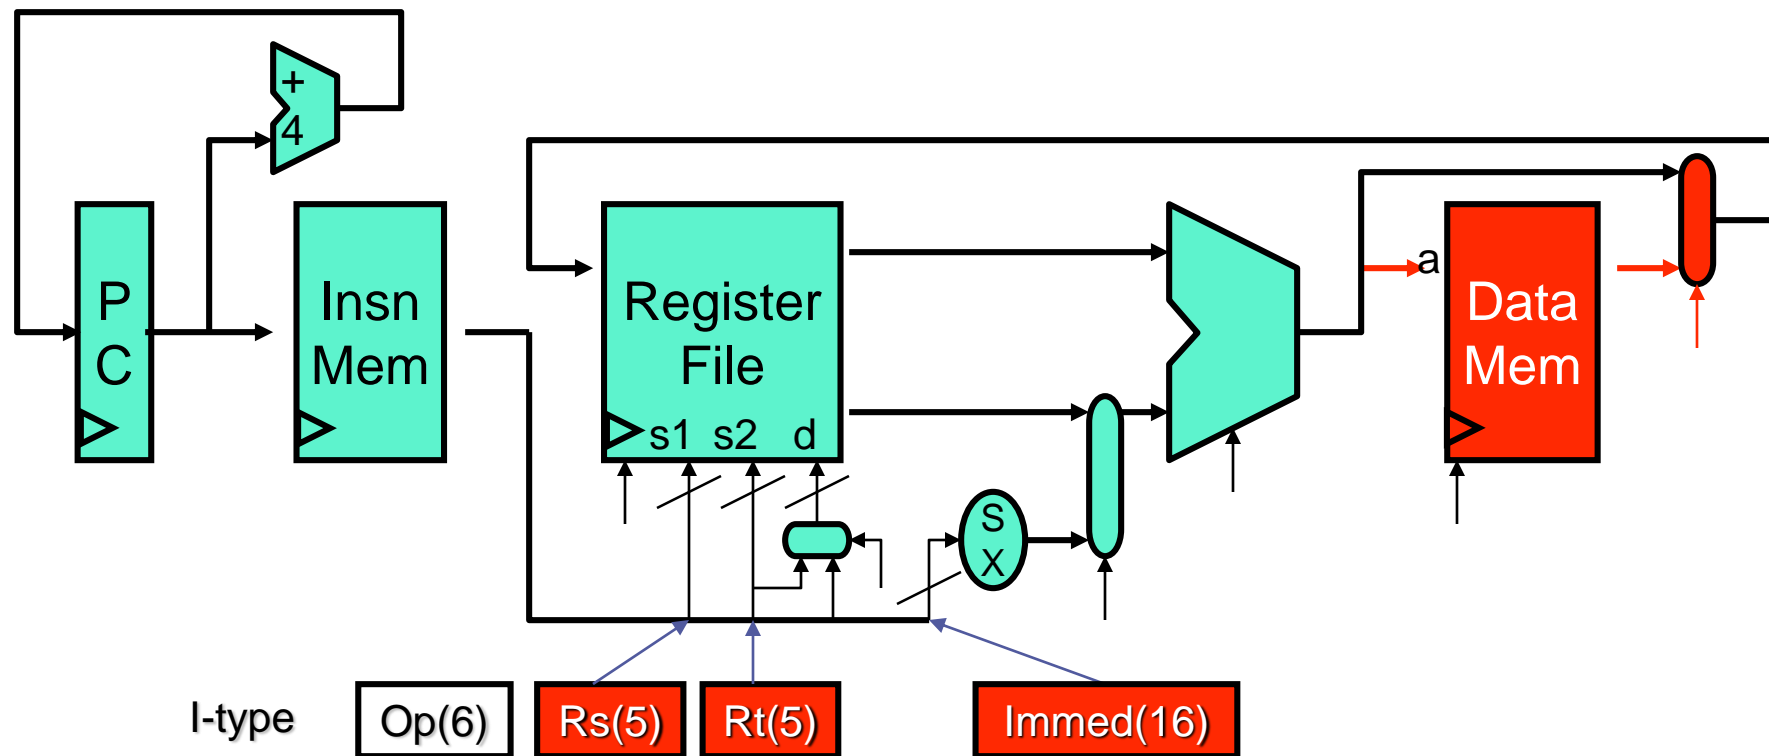 +
4
P
C
Insn
Mem
Register
File
s1 s2 d
S
X
a
Data
Mem
I-type Op(6) Rs(5) Rt(5) Immed(16)